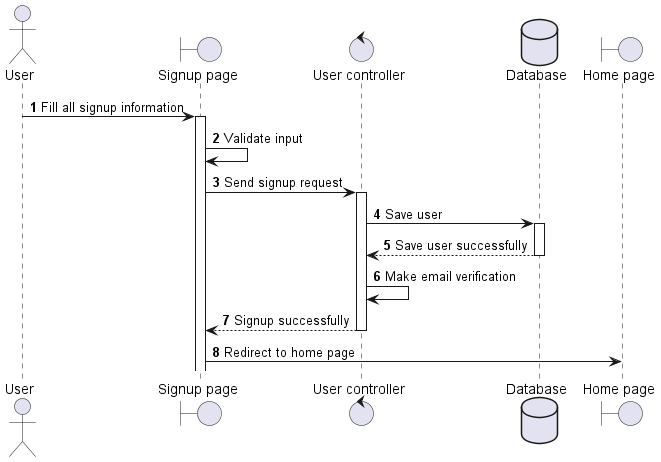 User
Signup page
User controller
Database
Home page
1 Fill all signup information
2 Validate input
3 Send signup request
4 Save user
5 Save user successfully
6 Make email verification
7 Signup successfully
8 Redirect to home page
User
Signup page
User controller
Database
Home page